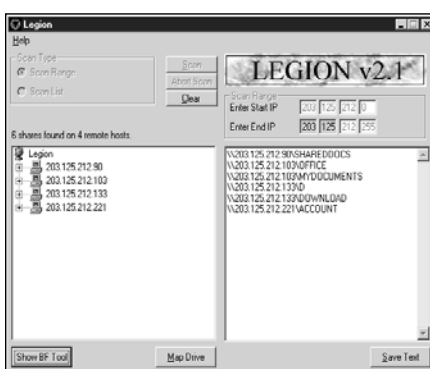 Legion
Help
Scan Type
Scan Range
Scan List
Scan
Abort Scan
Clear
LEGION v2.1
Scan Range
Enter Start IP 203 125 212 0
Enter End IP 203 125 212 255
6 shares found on 4 remote hosts.
Legion
203.125.212.90
203.125.212.103
203.125.212.133
203.125.212.221
\\203.125.212.90\SHAREDDOCS
\\203.125.212.103\OFFICE
\\203.125.212.103\MYDOCUMENTS
\\203.125.212.133\D
\\203.125.212.133\DOWNLOAD
\\203.125.212.221\ACCOUNT
Show BF Tool
Map Drive
Save Text